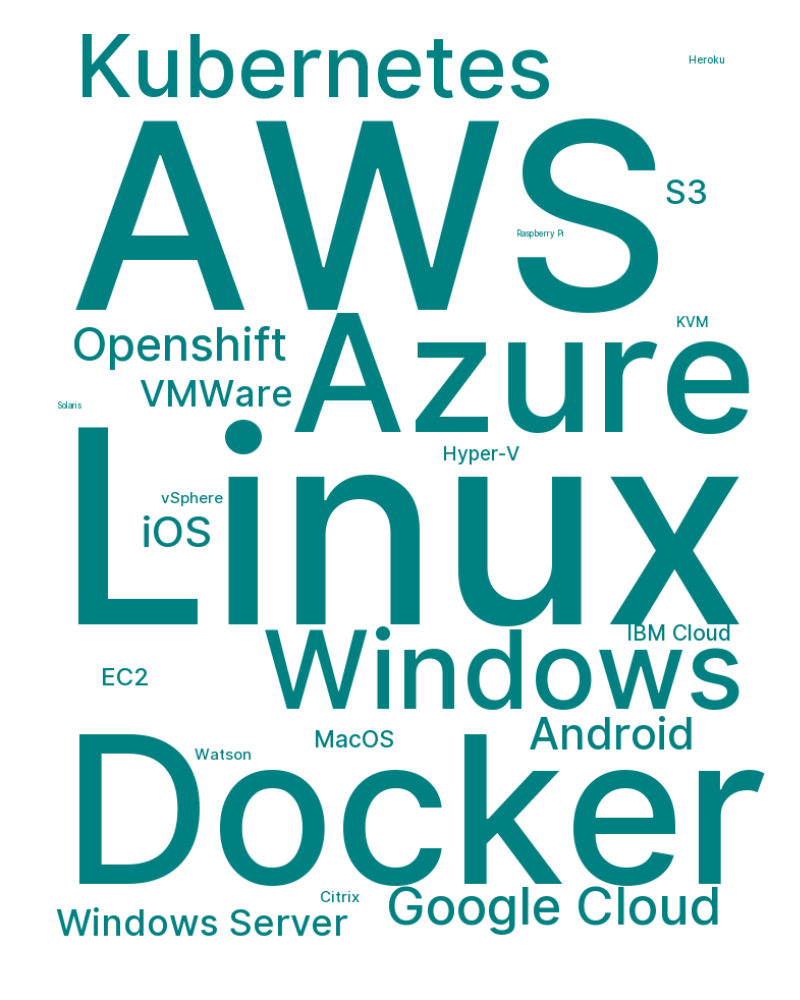 Kubernetes
Heroku
AWS
S3
Raspberry Pi
KVM
Openshift
Azure
VMWare
Solaris
Linux
Hyper-V
vSphere
iOS
IBM Cloud
Windows
EC2
Android
MacOS
Watson
Docker
Citrix
Google Cloud
Windows Server